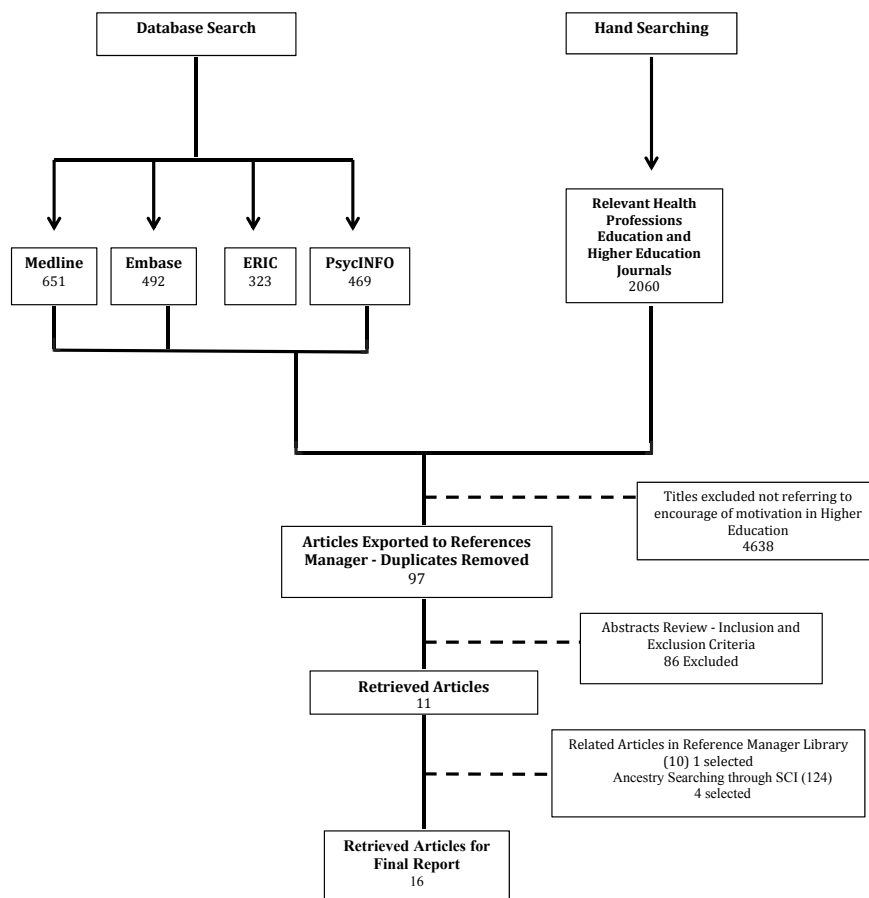 Database Search
Hand Searching
Relevant Health
Professions
Education and
Higher Education
Journals
2060
Medline
651
Embase
492
ERIC
323
PsycINFO
469
Titles excluded not referring to
encourage of motivation in Higher
Education
4638
Articles Exported to References
Manager - Duplicates Removed
97
Abstracts Review - Inclusion and
Exclusion Criteria
86 Excluded
Retrieved Articles
11
Related Articles in Reference Manager Library
(10) 1 selected
Ancestry Searching through SCI (124)
4 selected
Retrieved Articles for
Final Report
16